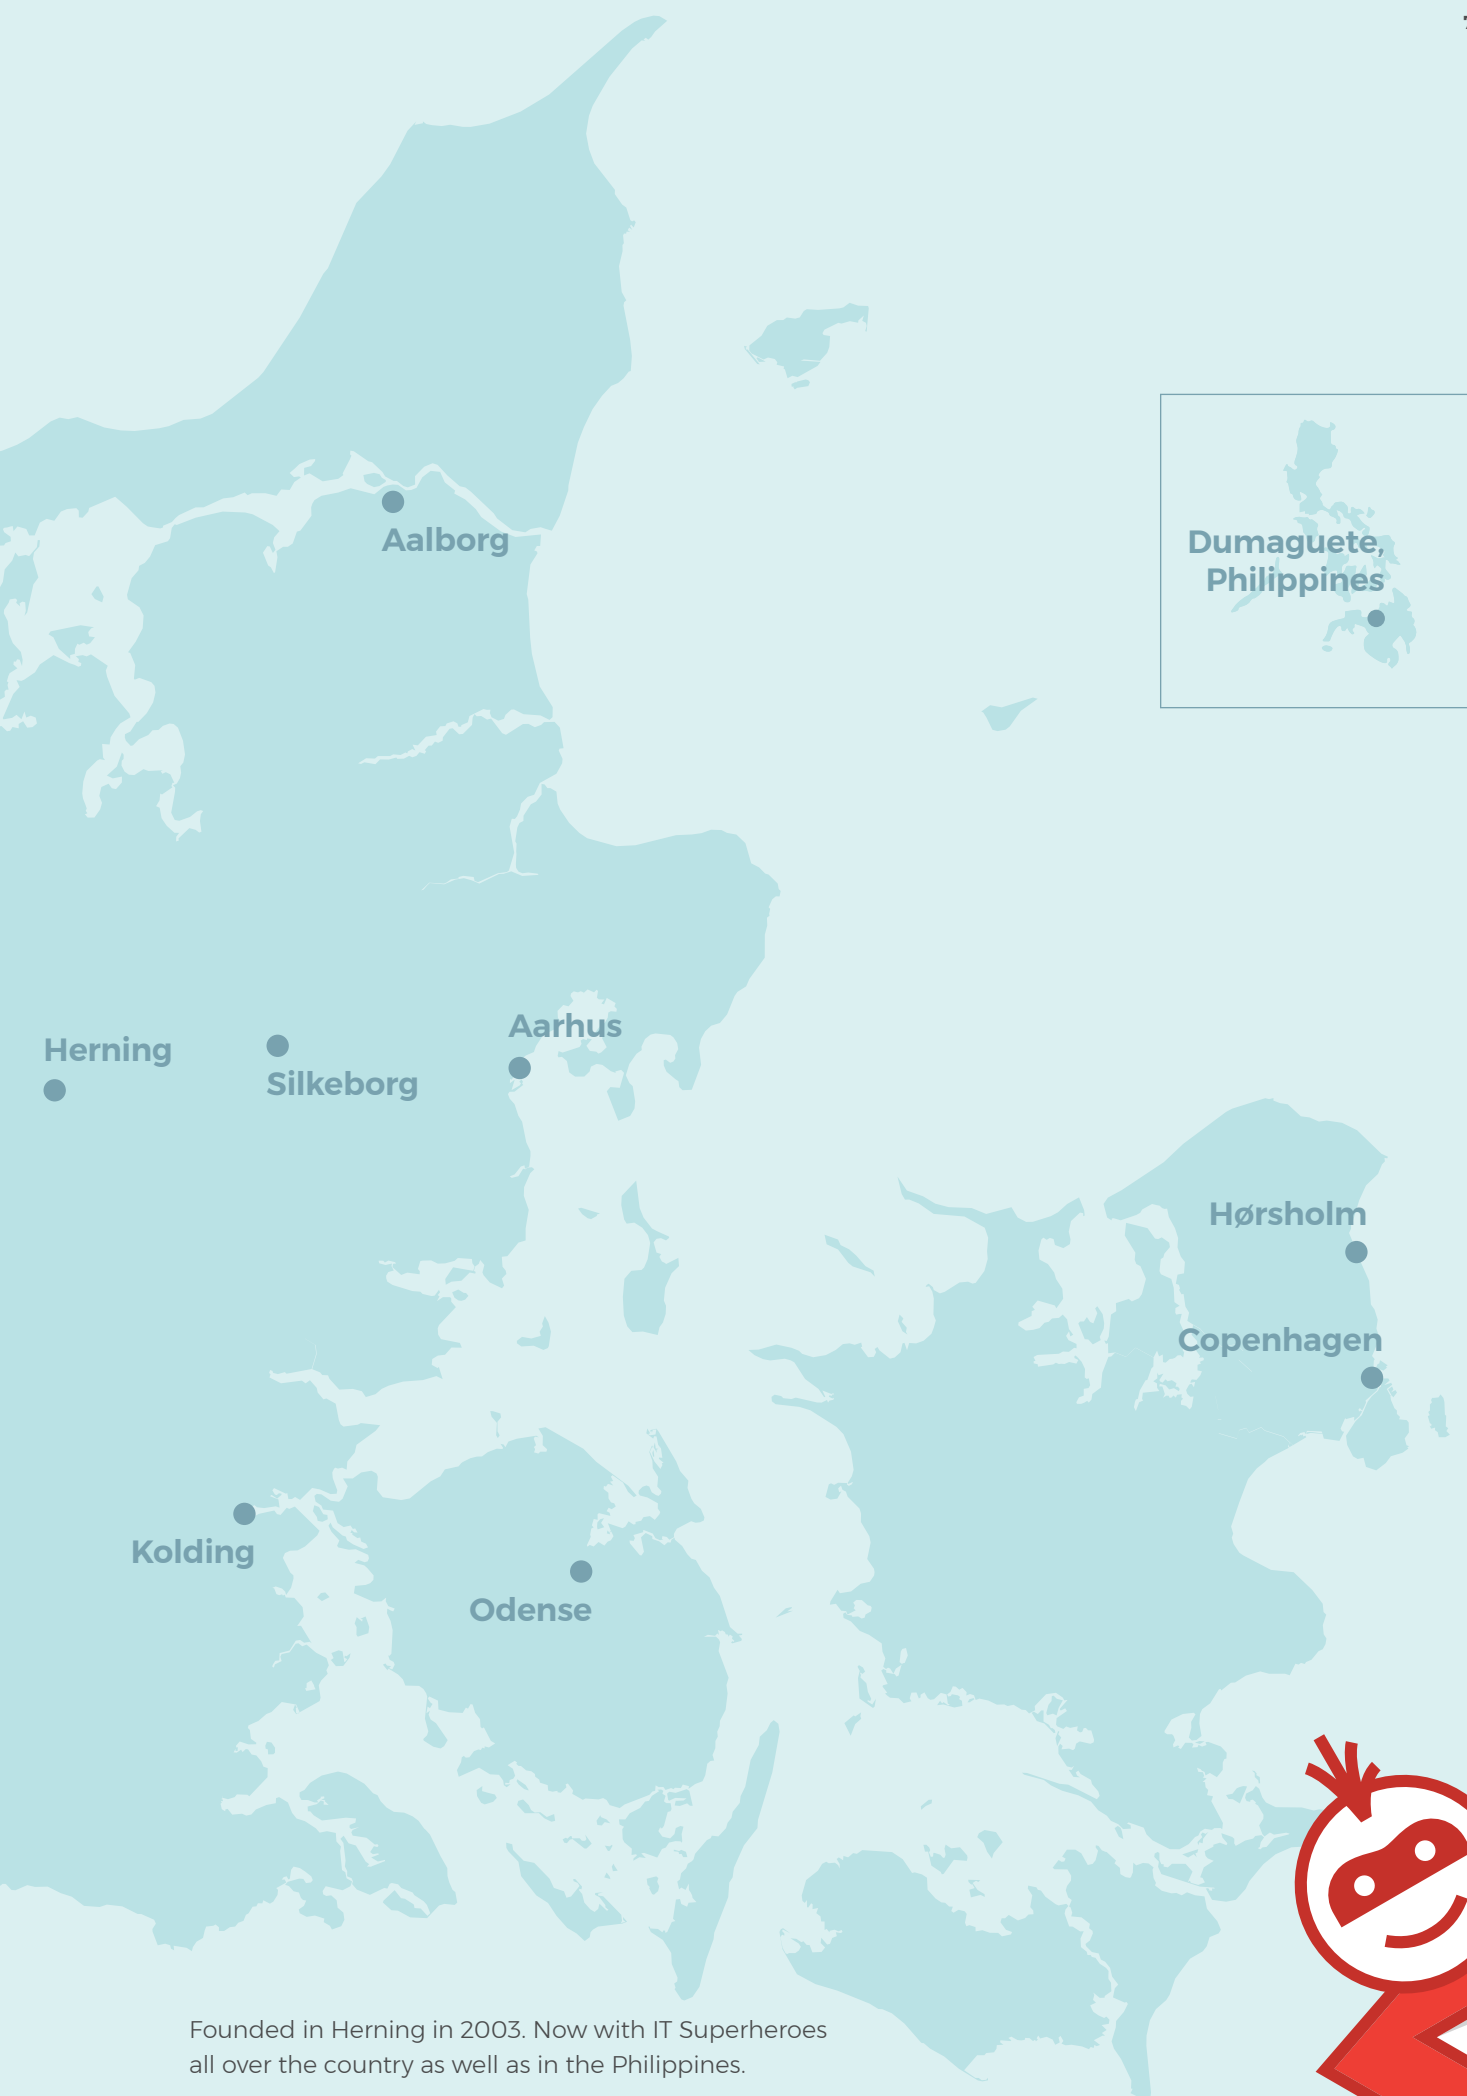 Aalborg
Dumaguete,
Philippines
Aarhus
Herning
Silkeborg
Hørsholm
Copenhagen
Kolding
Odense
Founded in Herning in 2003. Now with IT Superheroes
all over the country as well as in the Philippines.